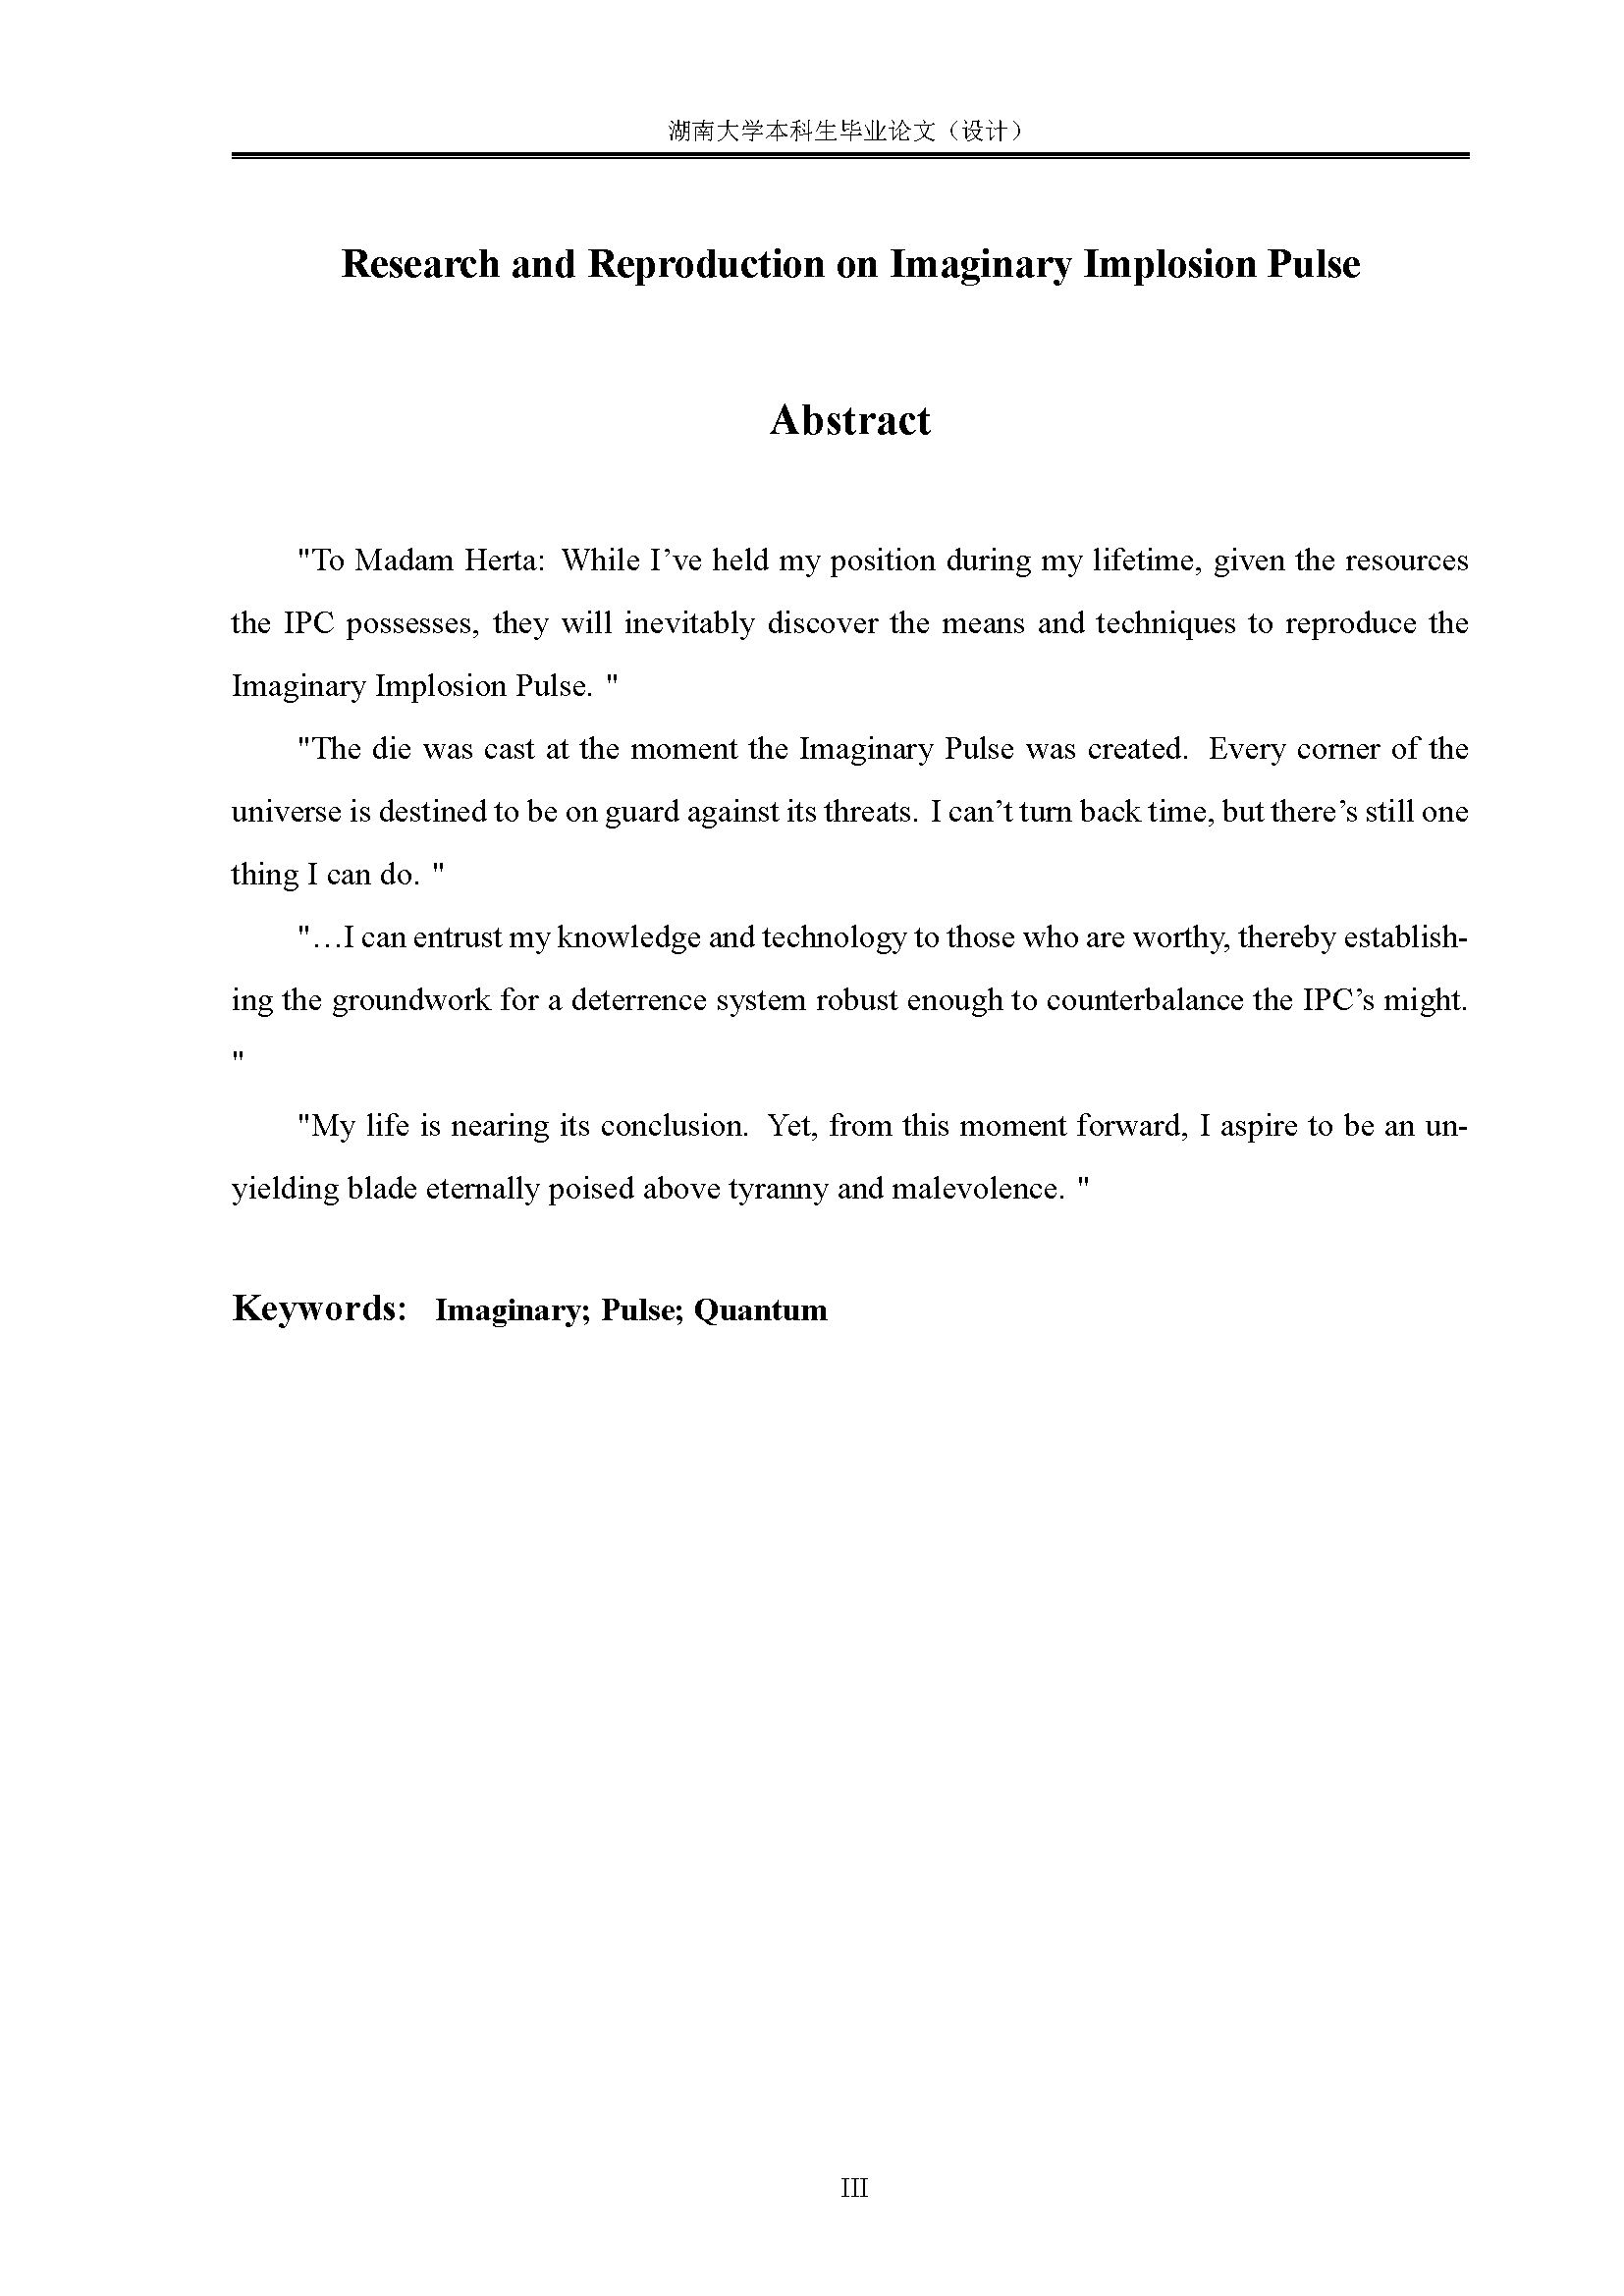 湖南大学本科生毕业论文（设计）
Research and Reproduction on Imaginary Implosion Pulse
Abstract
"To Madam Herta: While I’ve held my position during my lifetime, given the resources
the IPC possesses, they will inevitably discover the means and techniques to reproduce the
Imaginary Implosion Pulse. "
"The die was cast at the moment the Imaginary Pulse was created. Every corner of the
universe is destined to be on guard against its threats. I can’t turn back time, but there’s still one
thing I can do. "
"…I can entrust my knowledge and technology to those who are worthy, thereby establish-
ing the groundwork for a deterrence system robust enough to counterbalance the IPC’s might.
"
"My life is nearing its conclusion. Yet, from this moment forward, I aspire to be an un-
yielding blade eternally poised above tyranny and malevolence. "
Keywords: Imaginary; Pulse; Quantum
III